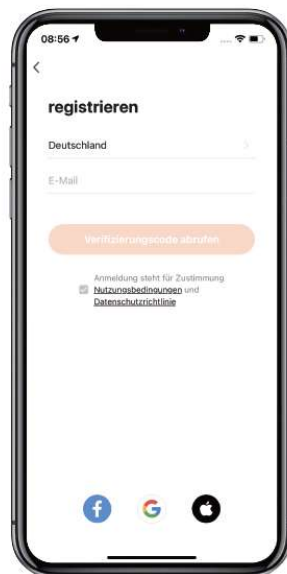 08:56
registrieren
Deutschland
E-Mail
Verifizierungscode abrufen
Anmeldung steht für Zustimmung
Nutzungsbedingungen und
Datenschutzrichtlinie